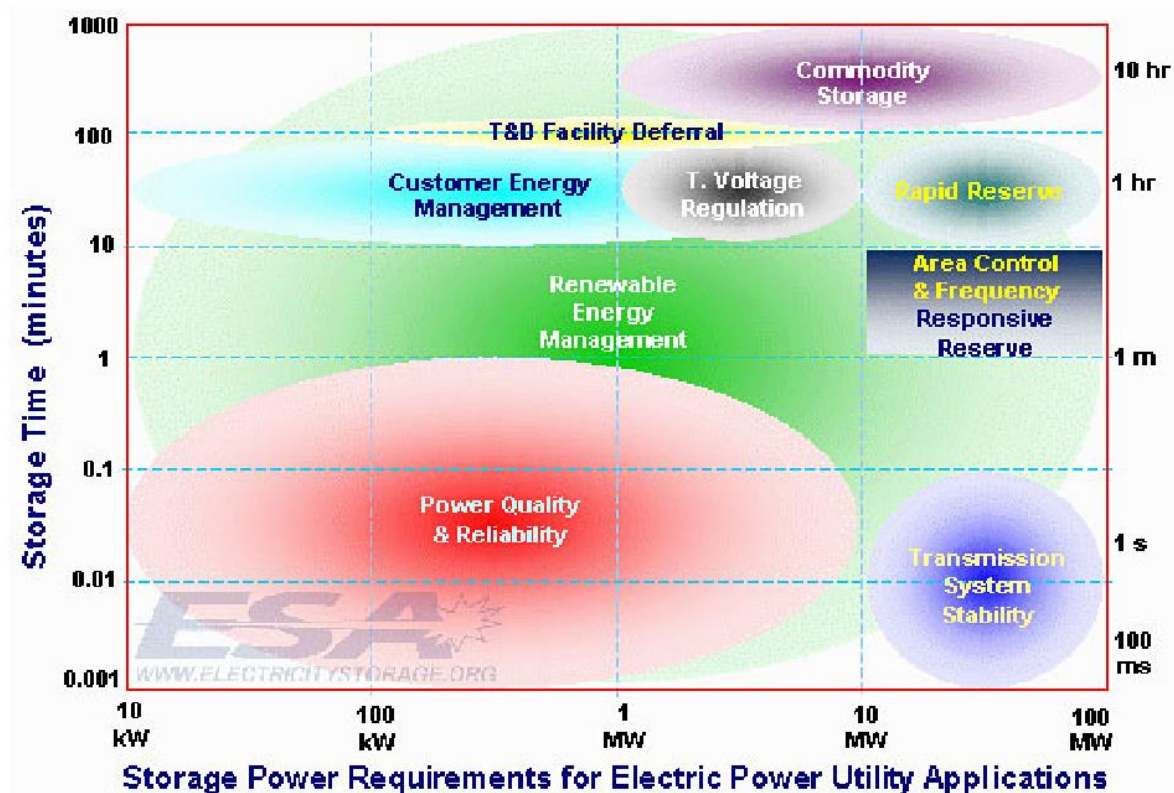 1000
100
10
1
0.1
0.01
0.001
Storage Time (minutes)
Commodity
Storage
T&D Facility Deferral
Customer Energy
Management
T. Voltage
Regulation
Rapid Reserve
Renewable
Energy
Management
Area Control
& Frequency
Responsive
Reserve
Power Quality
& Reliability
Transmission
System
Stability
ESA
WWW.ELECTRICITYSTORAGE.ORG
10 hr
1 hr
1 m
1 s
100
ms
10
kW
100
kW
1
MW
10
MW
100
MW
Storage Power Requirements for Electric Power Utility Applications